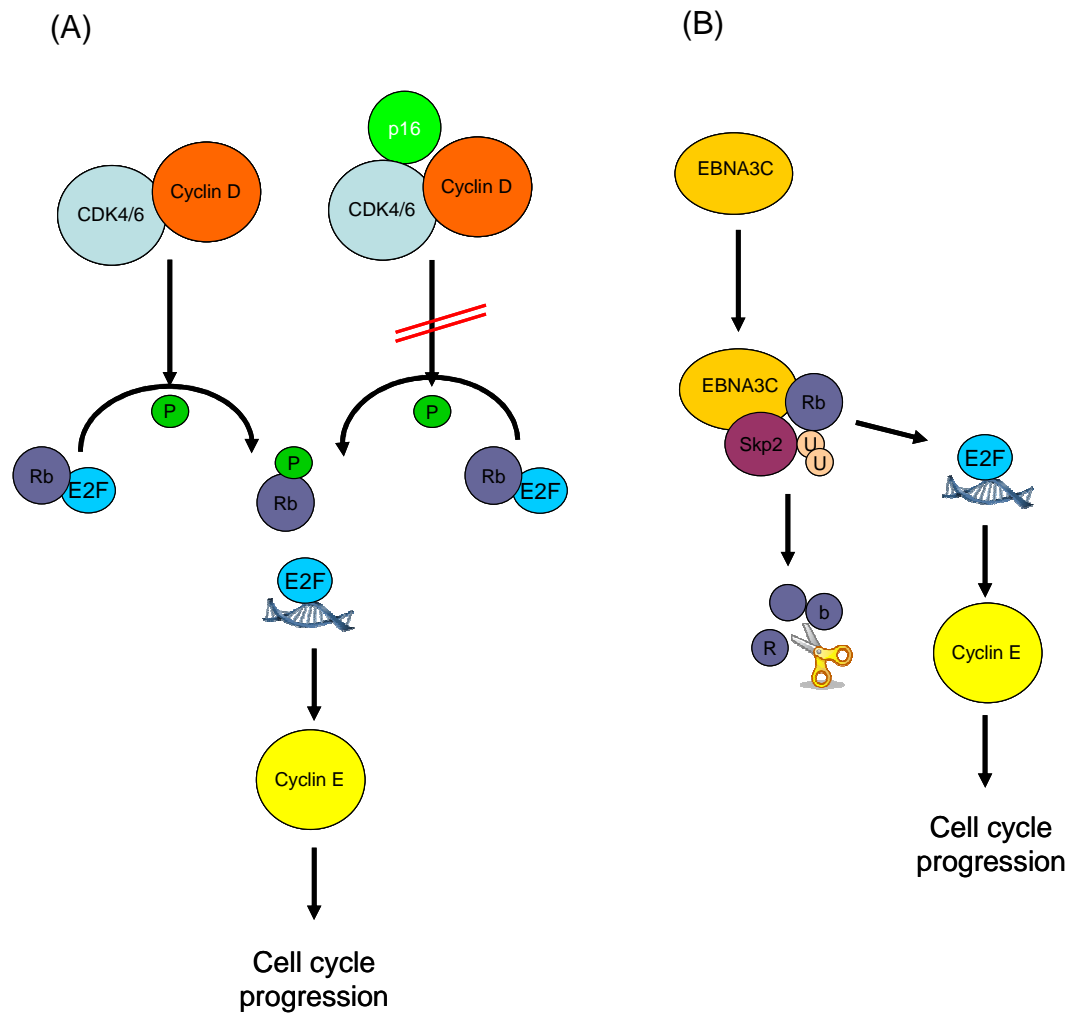 (A)
p16
CDK4/6
Cyclin D
CDK4/6
Cyclin D
P
P
Rb
E2F
P
Rb
Rb
E2F
E2F
Cyclin E
Cell cycle
progression
(B)
EBNA3C
EBNA3C
Rb
Skp2
U
U
E2F
b
R
Cyclin E
Cell cycle
progression